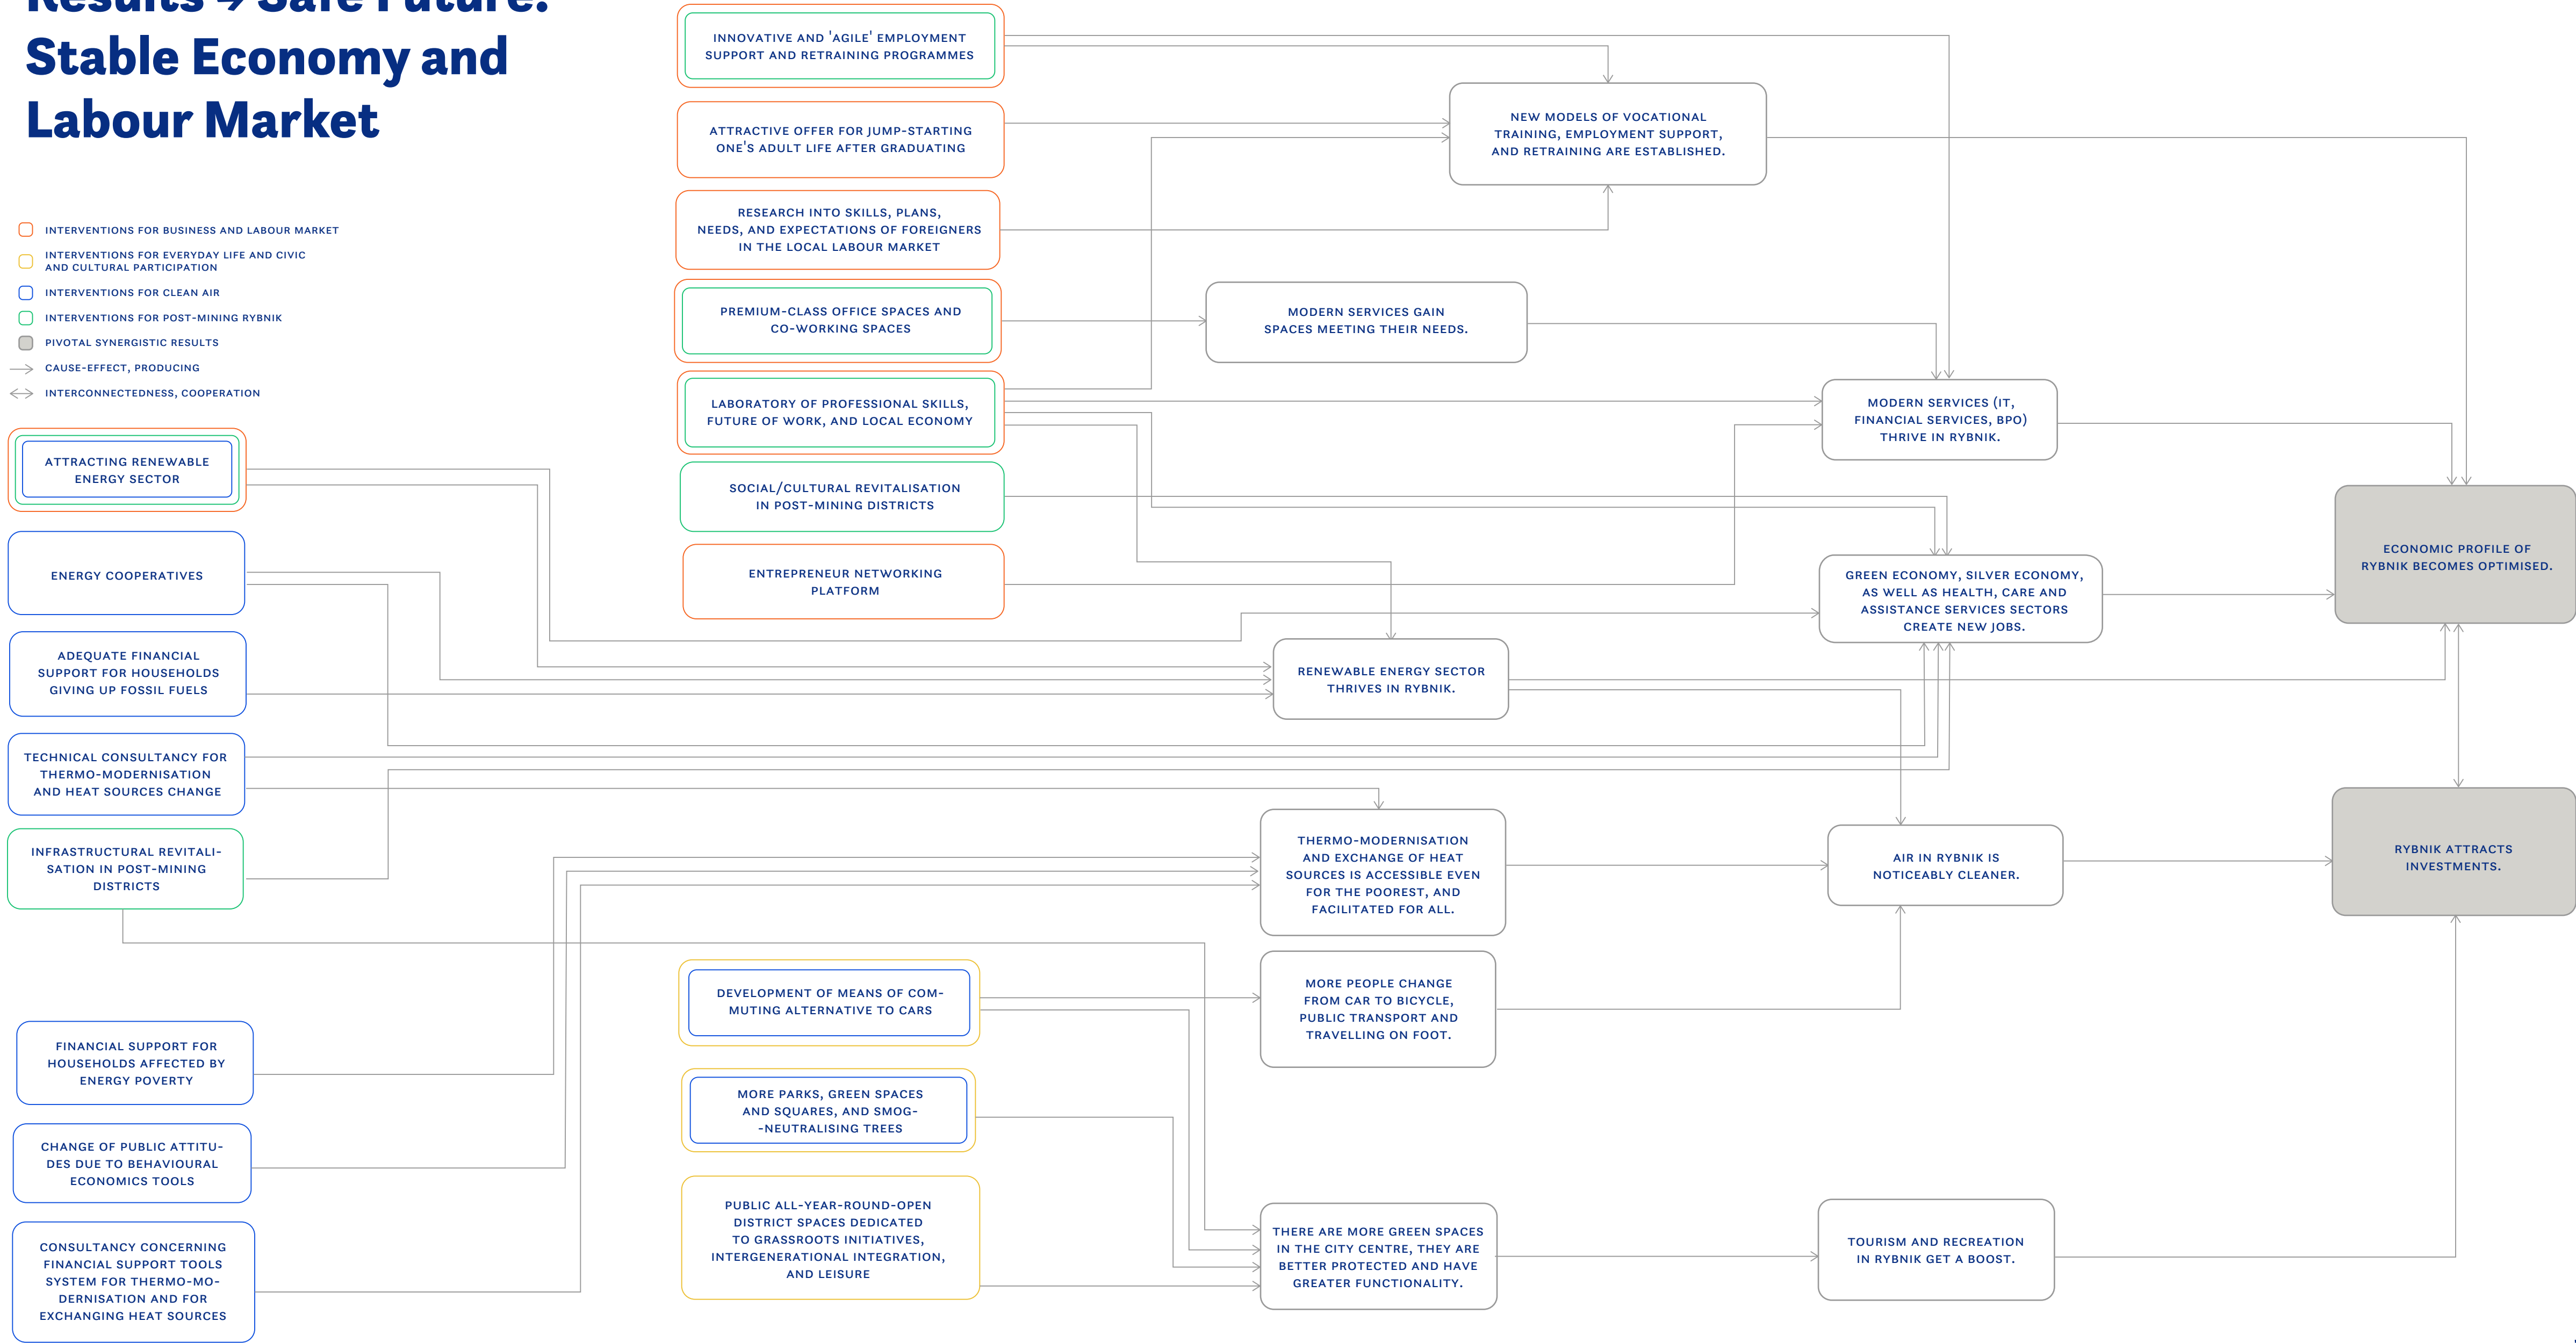 Results → Safe Future:
Stable Economy and
Labour Market
INTERVENTIONS FOR BUSINESS AND LABOUR MARKET
INTERVENTIONS FOR EVERYDAY LIFE AND CIVIC
AND CULTURAL PARTICIPATION
INTERVENTIONS FOR CLEAN AIR
INTERVENTIONS FOR POST-MINING RYBNIK
PIVOTAL SYNERGISTIC RESULTS
CAUSE-EFFECT, PRODUCING
INTERCONNECTEDNESS, COOPERATION
ATTRACTING RENEWABLE
ENERGY SECTOR
ENERGY COOPERATIVES
ADEQUATE FINANCIAL
SUPPORT FOR HOUSEHOLDS
GIVING UP FOSSIL FUELS
TECHNICAL CONSULTANCY FOR
THERMO-MODERNISATION
AND HEAT SOURCES CHANGE
INFRASTRUCTURAL REVITALI-
SATION IN POST-MINING
DISTRICTS
FINANCIAL SUPPORT FOR
HOUSEHOLDS AFFECTED BY
ENERGY POVERTY
CHANGE OF PUBLIC ATTITU-
DES DUE TO BEHAVIOURAL
ECONOMICS TOOLS
CONSULTANCY CONCERNING
FINANCIAL SUPPORT TOOLS
SYSTEM FOR THERMO-MO-
DERNISATION AND FOR
EXCHANGING HEAT SOURCES
INNOVATIVE AND 'AGILE' EMPLOYMENT
SUPPORT AND RETRAINING PROGRAMMES
ATTRACTIVE OFFER FOR JUMP-STARTING
ONE'S ADULT LIFE AFTER GRADUATING
RESEARCH INTO SKILLS, PLANS,
NEEDS, AND EXPECTATIONS OF FOREIGNERS
IN THE LOCAL LABOUR MARKET
PREMIUM-CLASS OFFICE SPACES AND
CO-WORKING SPACES
LABORATORY OF PROFESSIONAL SKILLS,
FUTURE OF WORK, AND LOCAL ECONOMY
SOCIAL/CULTURAL REVITALISATION
IN POST-MINING DISTRICTS
ENTREPRENEUR NETWORKING
PLATFORM
DEVELOPMENT OF MEANS OF COM-
MUTING ALTERNATIVE TO CARS
MORE PARKS, GREEN SPACES
AND SQUARES, AND SMOG-
-NEUTRALISING TREES
PUBLIC ALL-YEAR-ROUND-OPEN
DISTRICT SPACES DEDICATED
TO GRASSROOTS INITIATIVES,
INTERGENERATIONAL INTEGRATION,
AND LEISURE
NEW MODELS OF VOCATIONAL
TRAINING, EMPLOYMENT SUPPORT,
AND RETRAINING ARE ESTABLISHED.
MODERN SERVICES GAIN
SPACES MEETING THEIR NEEDS.
RENEWABLE ENERGY SECTOR
THRIVES IN RYBNIK.
THERMO-MODERNISATION
AND EXCHANGE OF HEAT
SOURCES IS ACCESSIBLE EVEN
FOR THE POOREST, AND
FACILITATED FOR ALL.
MORE PEOPLE CHANGE
FROM CAR TO BICYCLE,
PUBLIC TRANSPORT AND
TRAVELLING ON FOOT.
THERE ARE MORE GREEN SPACES
IN THE CITY CENTRE, THEY ARE
BETTER PROTECTED AND HAVE
GREATER FUNCTIONALITY.
MODERN SERVICES (IT,
FINANCIAL SERVICES, BPO)
THRIVE IN RYBNIK.
GREEN ECONOMY, SILVER ECONOMY,
AS WELL AS HEALTH, CARE AND
ASSISTANCE SERVICES SECTORS
CREATE NEW JOBS.
AIR IN RYBNIK IS
NOTICEABLY CLEANER.
TOURISM AND RECREATION
IN RYBNIK GET A BOOST.
ECONOMIC PROFILE OF
RYBNIK BECOMES OPTIMISED.
RYBNIK ATTRACTS
INVESTMENTS.